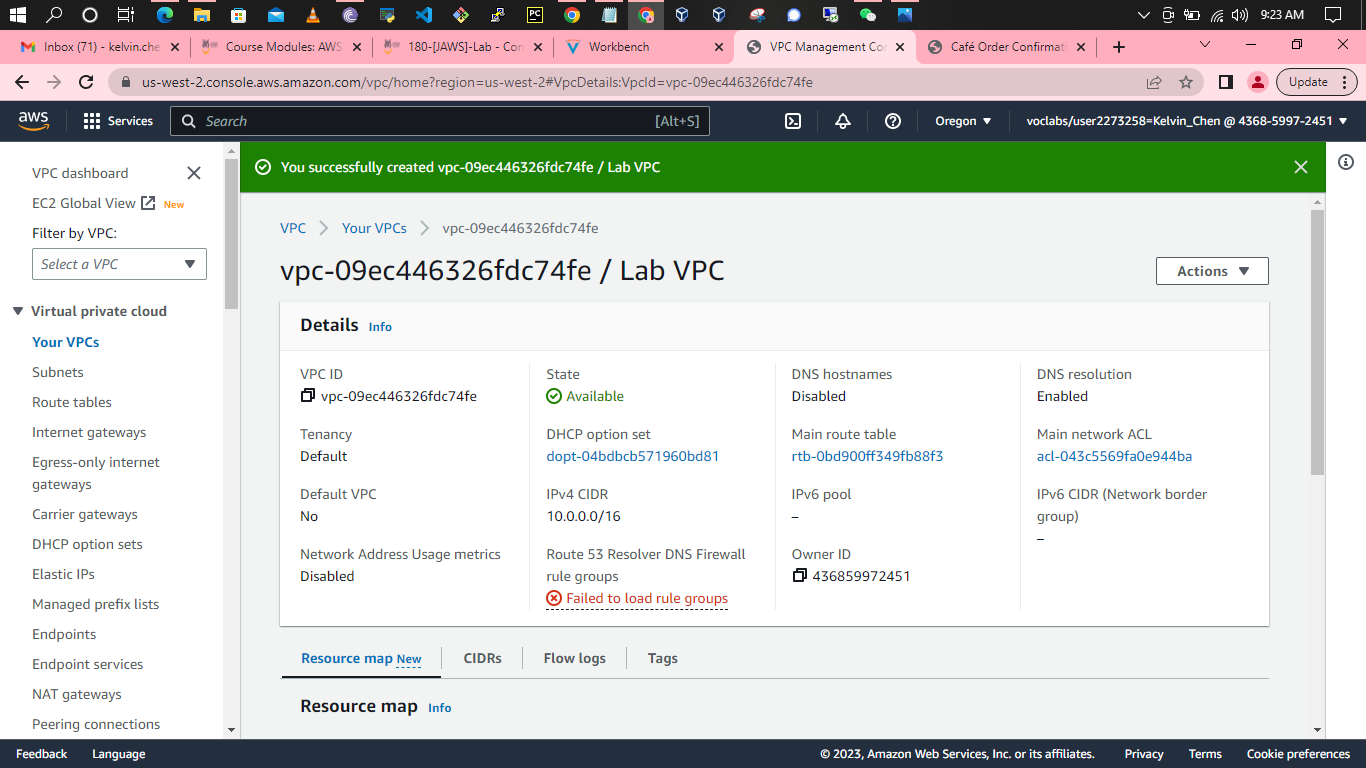 9:23 AM
Inbox (71) - kelvin.che
Course Modules: AWS
180-[JAWS]-Lab - Con
Workbench
VPC Management Con
Café Order Confirmati
us-west-2.console.aws.amazon.com/vpc/home?region=us-west-2#VpcDetails:VpcId=vpc-09ec446326fdc74fe
Update
aws
Services
Search
[Alt+S]
Oregon
voclabs/user2273258=Kelvin_Chen @ 4368-5997-2451
VPC dashboard
EC2 Global View
New
Filter by VPC:
Select a VPC
Virtual private cloud
Your VPCs
Subnets
Route tables
Internet gateways
Egress-only internet
gateways
Carrier gateways
DHCP option sets
Elastic IPs
Managed prefix lists
Endpoints
Endpoint services
NAT gateways
Peering connections
You successfully created vpc-09ec446326fdc74fe / Lab VPC
VPC
Your VPCs
vpc-09ec446326fdc74fe
vpc-09ec446326fdc74fe / Lab VPC
Actions
Details Info
VPC ID
vpc-09ec446326fdc74fe
State
Available
DNS hostnames
Disabled
DNS resolution
Enabled
Tenancy
Default
DHCP option set
dopt-04bdbcb571960bd81
Main route table
rtb-0bd900ff349fb88f3
Main network ACL
acl-043c5569fa0e944ba
Default VPC
No
IPv4 CIDR
10.0.0.0/16
IPv6 pool
–
IPv6 CIDR (Network border
group)
–
Network Address Usage metrics
Disabled
Route 53 Resolver DNS Firewall
rule groups
Failed to load rule groups
Owner ID
436859972451
Resource map New
CIDRs
Flow logs
Tags
Resource map Info
Feedback
Language
© 2023, Amazon Web Services, Inc. or its affiliates.
Privacy
Terms
Cookie preferences